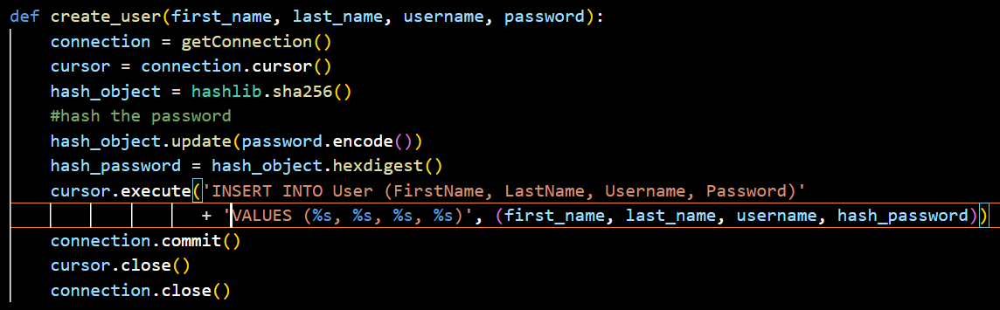 def create_user(first_name, last_name, username, password):
    connection = getConnection()
    cursor = connection.cursor()
    hash_object = hashlib.sha256()
    #hash the password
    hash_object.update(password.encode())
    hash_password = hash_object.hexdigest()
    cursor.execute('INSERT INTO User (FirstName, LastName, Username, Password)'
                   + 'VALUES (%s, %s, %s, %s)', (first_name, last_name, username, hash_password))
    connection.commit()
    cursor.close()
    connection.close()